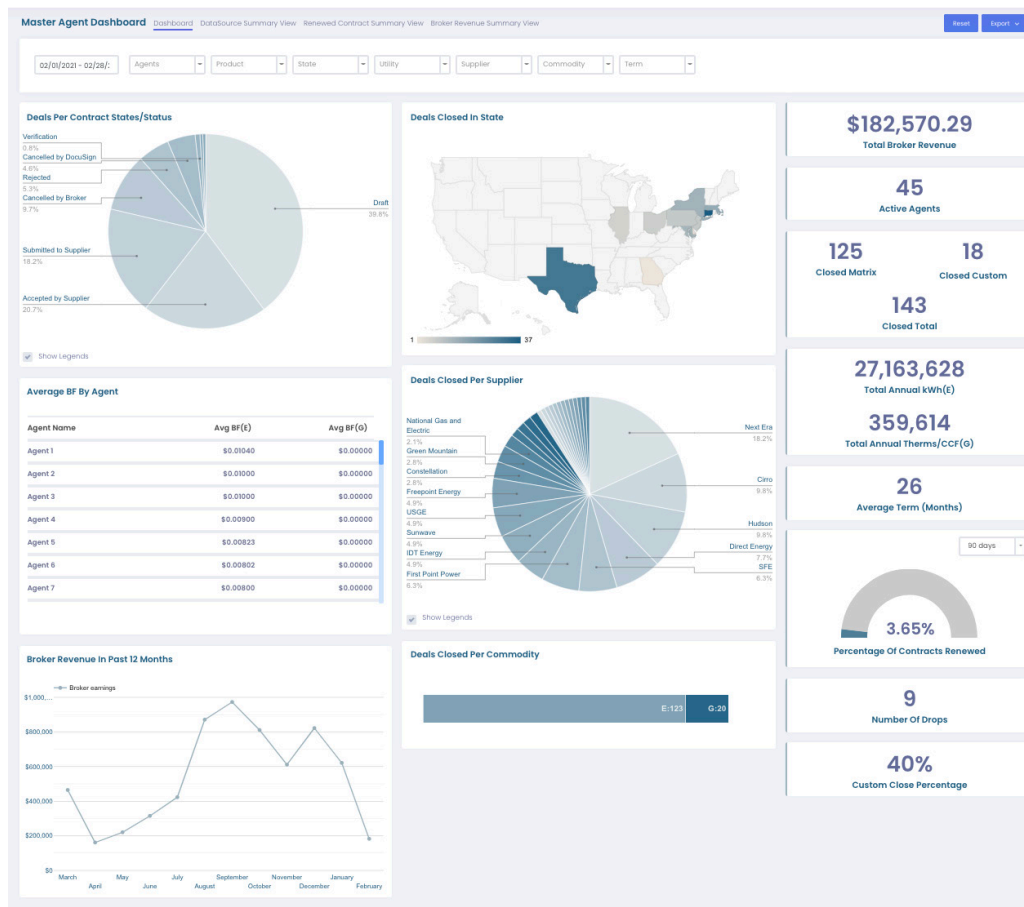 Master Agent Dashboard Dashboard DataSource Summary View Renewed Contract Summary View Broker Revenue Summary View
Reset Export
02/01/2021 - 02/28/: Agents Product State Utility Supplier Commodity Term
Deals Per Contract States/Status
Verification
0.8%
Cancelled by DocuSign
4.6%
Rejected
5.3%
Cancelled by Broker
9.7%
Submitted to Supplier
18.2%
Accepted by Supplier
20.7%
Draft
39.8%
Show Legends
Deals Closed In State
1 37
$182,570.29
Total Broker Revenue
45
Active Agents
125 18
Closed Matrix Closed Custom
143
Closed Total
27,163,628
Total Annual kWh(E)
359,614
Total Annual Therms/CCF(G)
26
Average Term (Months)
90 days
3.65%
Percentage Of Contracts Renewed
9
Number Of Drops
40%
Custom Close Percentage
Average BF By Agent
Agent Name Avg BF(E) Avg BF(G)
Agent 1 $0.01040 $0.00000
Agent 2 $0.01000 $0.00000
Agent 3 $0.01000 $0.00000
Agent 4 $0.00900 $0.00000
Agent 5 $0.00823 $0.00000
Agent 6 $0.00802 $0.00000
Agent 7 $0.00800 $0.00000
Deals Closed Per Supplier
National Gas and
Electric
2.1%
Green Mountain
2.8%
Constellation
2.8%
Freepoint Energy
4.9%
USGE
4.9%
Sunwave
4.9%
IDT Energy
4.9%
First Point Power
6.3%
Next Era
18.2%
Cirro
9.8%
Hudson
9.8%
Direct Energy
7.7%
SFE
6.3%
Show Legends
Broker Revenue In Past 12 Months
Broker earnings
$1,000,...
$800,000
$600,000
$400,000
$200,000
$0
March May July September November January
April June August October December February
Deals Closed Per Commodity
E:123 G:20